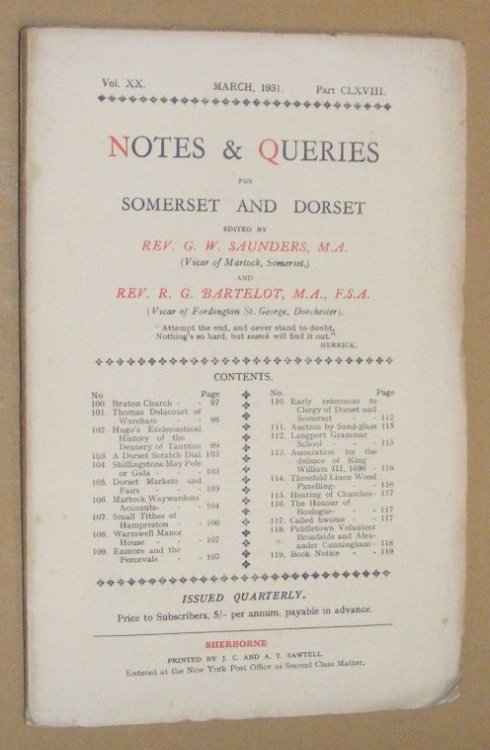 Vol. XX. MARCH, 1931. Part CLXVIII.
NOTES & QUERIES
FOR
SOMERSET AND DORSET
EDITED BY
REV. G. W. SAUNDERS, M.A.
(Vicar of Martock, Somerset,)
AND
REV. R. G. BARTELOT, M.A., F.S.A.
(Vicar of Fordington St. George, Dorchester).
"Attempt the end, and never stand to doubt,
Nothing's so hard, but search will find it out."
HERRICK.
CONTENTS.
No. Page
100. Bruton Church - - 97
101. Thomas Delacourt of
Wareham - - 98
102. Hugo's Ecclesiastical
History of the
Deanery of Taunton 99
103. A Dorset Scratch Dial 103
104. Shillingstone May Pole
or Gala - - 103
105. Dorset Markets and
Fairs - - 103
106. Martock Waywardens'
Accounts- - - 104
107. Small Tithes of
Hampreston - - 106
108. Warmwell Manor
House - - - 107
109. Enmore and the
Percevals - - 107
No. Page
110. Early references to
Clergy of Dorset and
Somerset - - 112
111. Auction by Sand-glass 115
112. Langport Grammar
School - - - 115
113. Association for the
defence of King
William III, 1696 - 116
114. Threefold Linen Wood
Panelling- - - 116
115. Heating of Churches- 117
116. The Honour of
Boulogne- - - 117
117. Called bwome - - 117
118. Piddletown Volunteer
Broadside and Alex-
ander Cunningham - 118
119. Book Notice - - 119
ISSUED QUARTERLY.
Price to Subscribers, 5/- per annum, payable in advance.
SHERBORNE
PRINTED BY J. C. AND A. T. SAWTELL.
Entered at the New York Post Office as Second Class Matter.